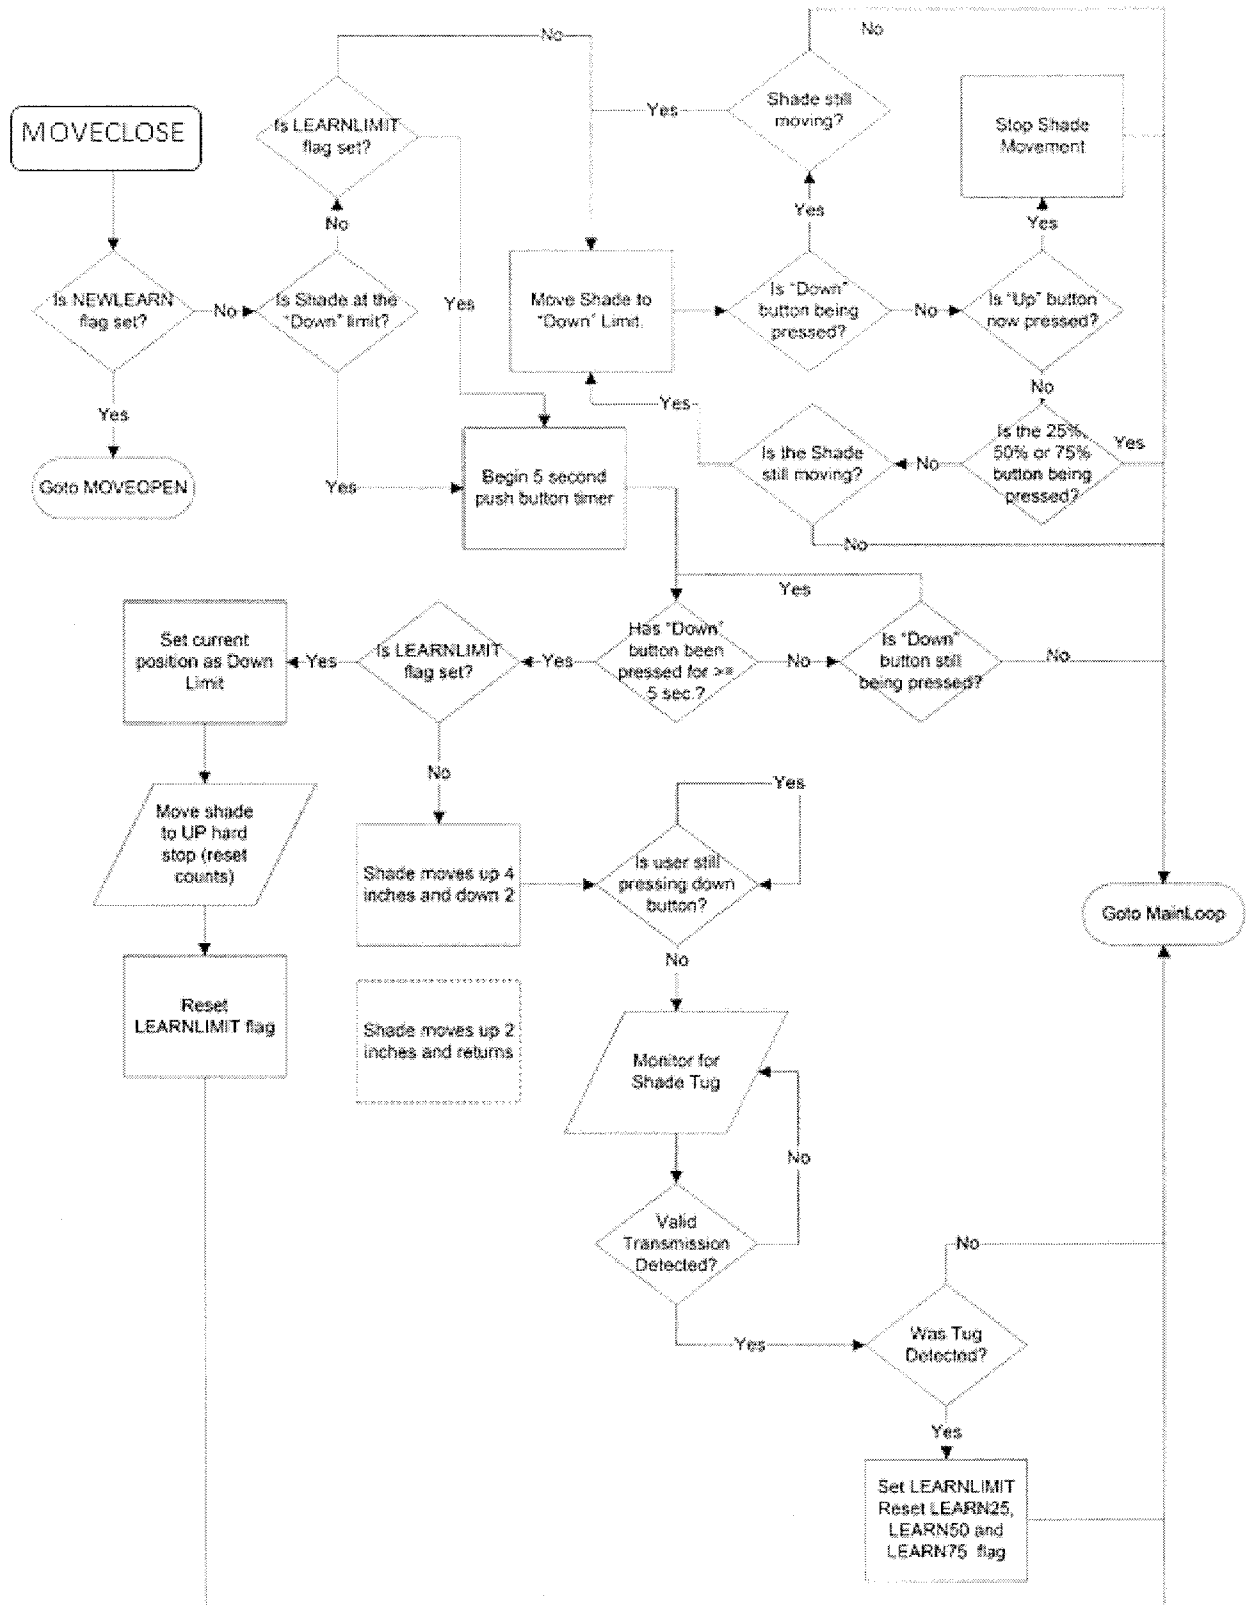 No
No
MOVECLOSE
Is LEARNLIMIT
flag set?
Yes
Shade still
moving?
Stop Shade
Movement
No
Yes
Yes
Is NEWLEARN
flag set?
No
Is Shade at the
"Down" limit?
Yes
Move Shade to
"Down" Limit.
Is "Down"
button being
pressed?
No
Is "Up" button
now pressed?
Yes
No
Yes
Goto MOVEOPEN
Yes
Begin 5 second
push button timer
Is the Shade
still moving?
No
Is the 25%,
50% or 75%
button being
pressed?
Yes
No
Yes
Set current
position as Down
Limit
Yes
Is LEARNLIMIT
flag set?
Yes
Has "Down"
button been
pressed for >=
5 sec.?
No
Is "Down"
button still
being pressed?
No
No
Yes
Move shade
to UP hard
stop (reset
counts)
Shade moves up 4
inches and down 2
Is user still
pressing down
button?
Goto MainLoop
No
Reset
LEARNLIMIT flag
Shade moves up 2
inches and returns
Monitor for
Shade Tug
No
Valid
Transmission
Detected?
No
Yes
Was Tug
Detected?
Yes
Set LEARNLIMIT
Reset LEARN25,
LEARN50 and
LEARN75 flag